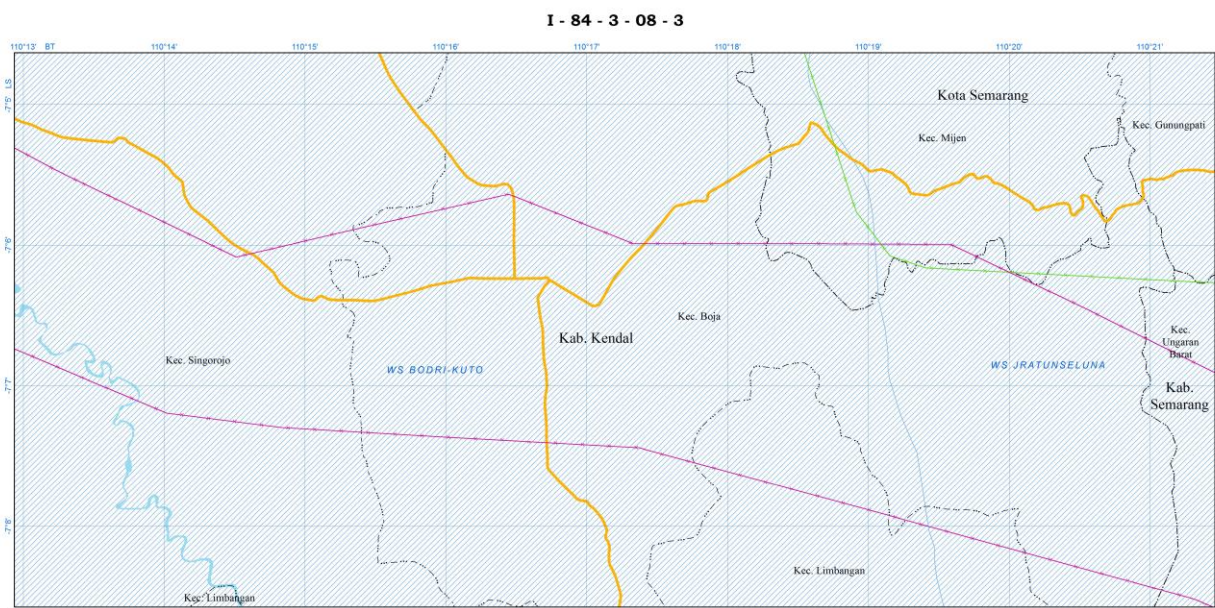 I - 84 - 3 - 08 - 3
110°13' BT 110°14' 110°15' 110°16' 110°17' 110°18' 110°19' 110°20' 110°21'
LS
-7°5'
Kota Semarang
Kec. Gunungpati
Kec. Mijen
-7°6'
Kec. Boja
Kab. Kendal
Kec.
Ungaran
Barat
Kec. Singorojo
WS BODRI-KUTO
WS JRATUNSELUNA
-7°7'
Kab.
Semarang
-7°8'
Kec. Limbangan
Kec. Limbangan